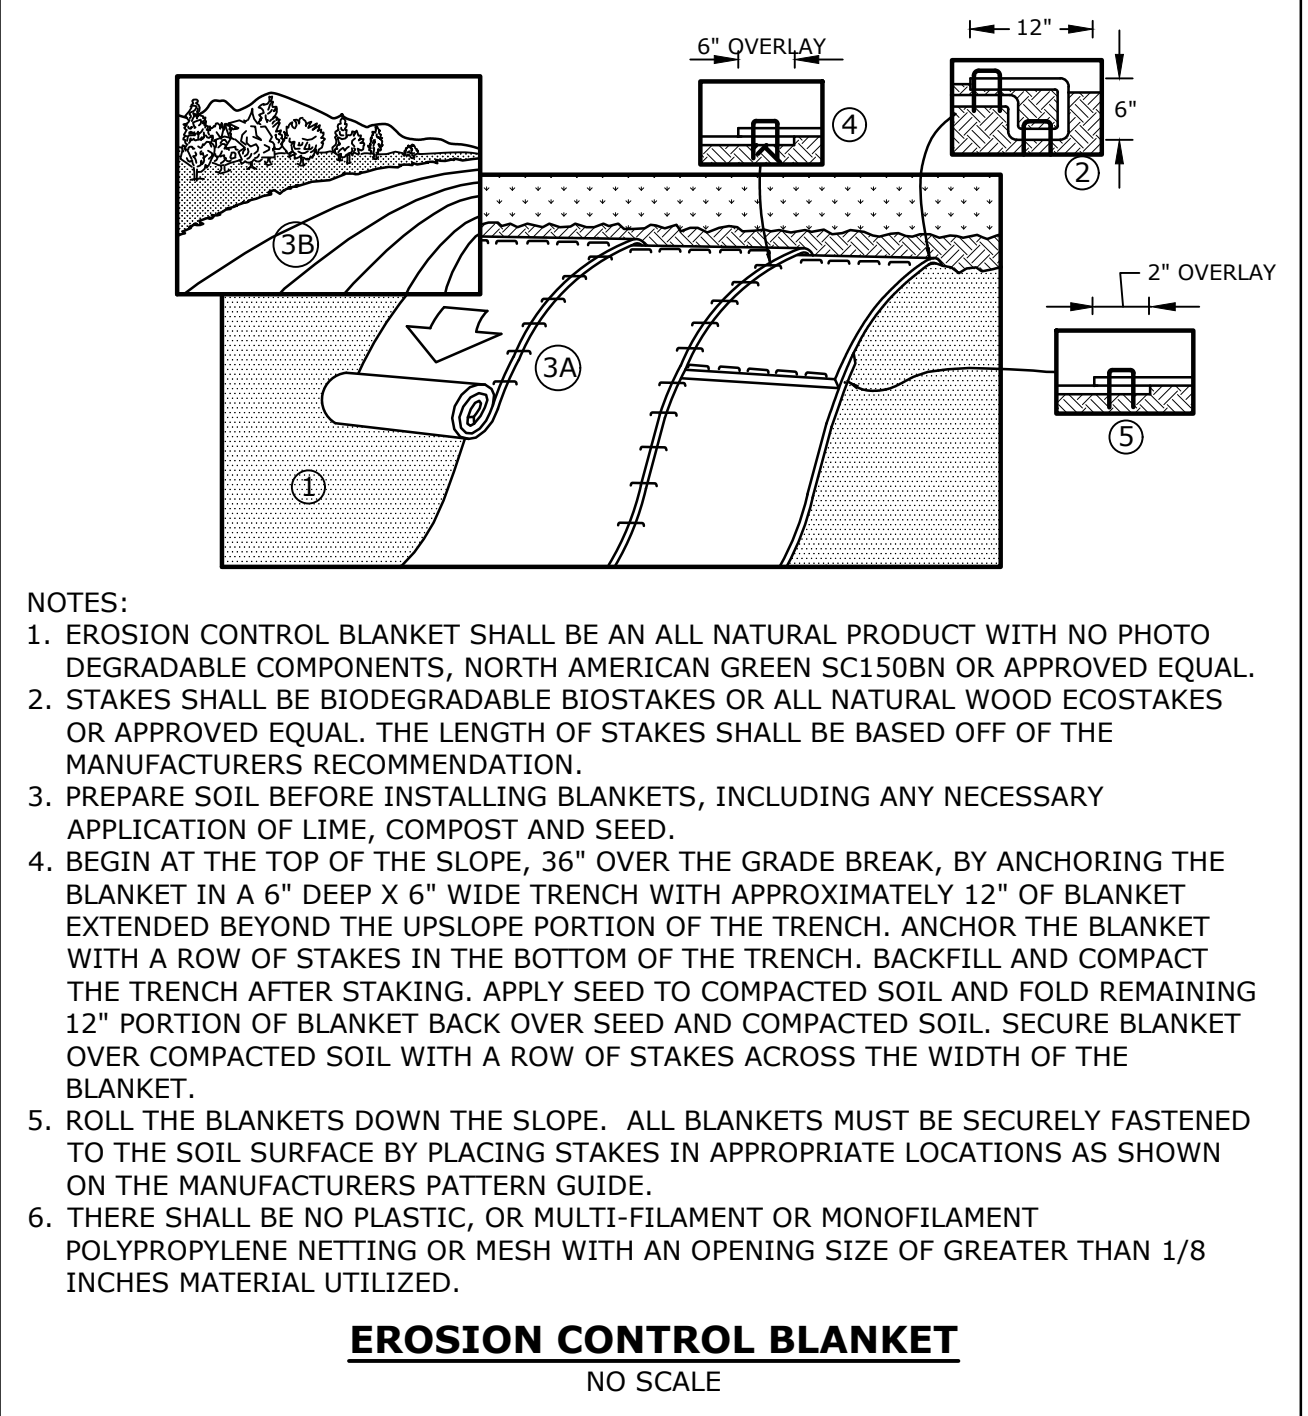 12"
6" OVERLAY
6"
4
2
3B
2" OVERLAY
3A
5
1
NOTES:
1. EROSION CONTROL BLANKET SHALL BE AN ALL NATURAL PRODUCT WITH NO PHOTO
DEGRADABLE COMPONENTS, NORTH AMERICAN GREEN SC150BN OR APPROVED EQUAL.
2. STAKES SHALL BE BIODEGRADABLE BIOSTAKES OR ALL NATURAL WOOD ECOSTAKES
OR APPROVED EQUAL. THE LENGTH OF STAKES SHALL BE BASED OFF OF THE
MANUFACTURERS RECOMMENDATION.
3. PREPARE SOIL BEFORE INSTALLING BLANKETS, INCLUDING ANY NECESSARY
APPLICATION OF LIME, COMPOST AND SEED.
4. BEGIN AT THE TOP OF THE SLOPE, 36" OVER THE GRADE BREAK, BY ANCHORING THE
BLANKET IN A 6" DEEP X 6" WIDE TRENCH WITH APPROXIMATELY 12" OF BLANKET
EXTENDED BEYOND THE UPSLOPE PORTION OF THE TRENCH. ANCHOR THE BLANKET
WITH A ROW OF STAKES IN THE BOTTOM OF THE TRENCH. BACKFILL AND COMPACT
THE TRENCH AFTER STAKING. APPLY SEED TO COMPACTED SOIL AND FOLD REMAINING
12" PORTION OF BLANKET BACK OVER SEED AND COMPACTED SOIL. SECURE BLANKET
OVER COMPACTED SOIL WITH A ROW OF STAKES ACROSS THE WIDTH OF THE
BLANKET.
5. ROLL THE BLANKETS DOWN THE SLOPE. ALL BLANKETS MUST BE SECURELY FASTENED
TO THE SOIL SURFACE BY PLACING STAKES IN APPROPRIATE LOCATIONS AS SHOWN
ON THE MANUFACTURERS PATTERN GUIDE.
6. THERE SHALL BE NO PLASTIC, OR MULTI-FILAMENT OR MONOFILAMENT
POLYPROPYLENE NETTING OR MESH WITH AN OPENING SIZE OF GREATER THAN 1/8
INCHES MATERIAL UTILIZED.
EROSION CONTROL BLANKET
NO SCALE